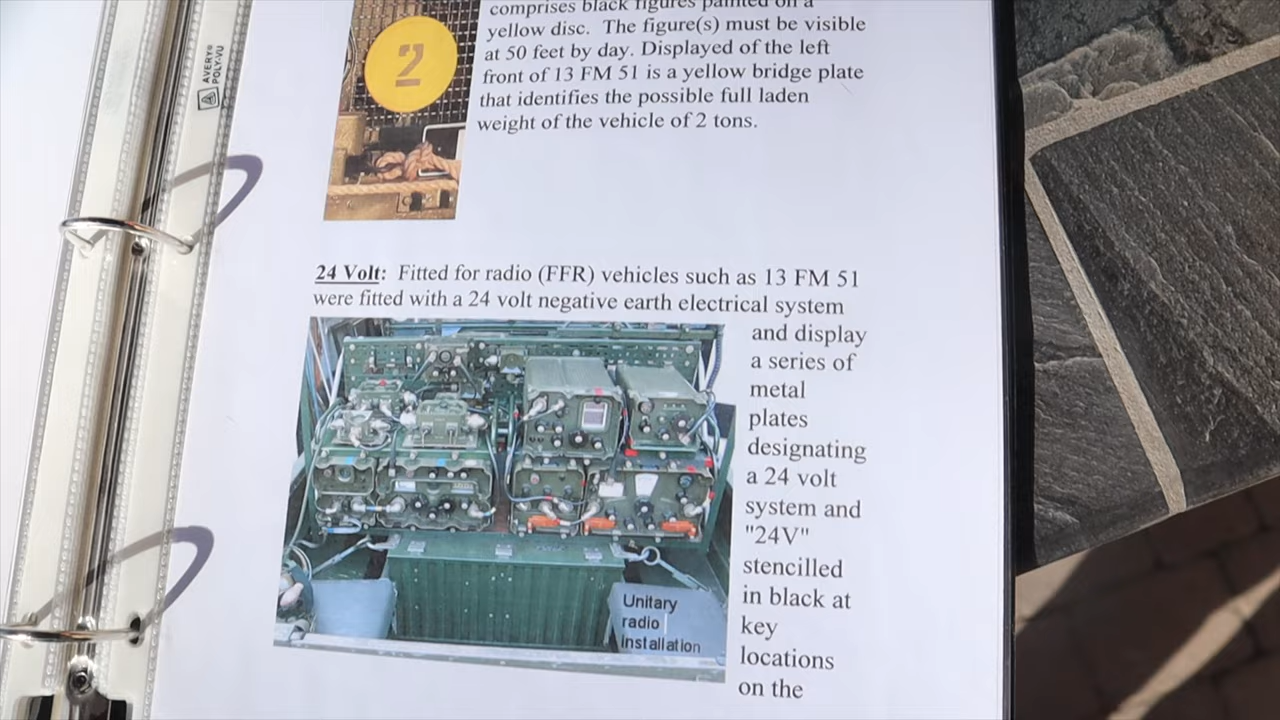 AVERY®
POLY-VU
comprises black figures painted on a
yellow disc. The figure(s) must be visible
at 50 feet by day. Displayed of the left
front of 13 FM 51 is a yellow bridge plate
that identifies the possible full laden
weight of the vehicle of 2 tons.
2
24 Volt: Fitted for radio (FFR) vehicles such as 13 FM 51
were fitted with a 24 volt negative earth electrical system
and display
a series of
metal
plates
designating
a 24 volt
system and
"24V"
stencilled
in black at
key
locations
on the
Unitary
radio
installation